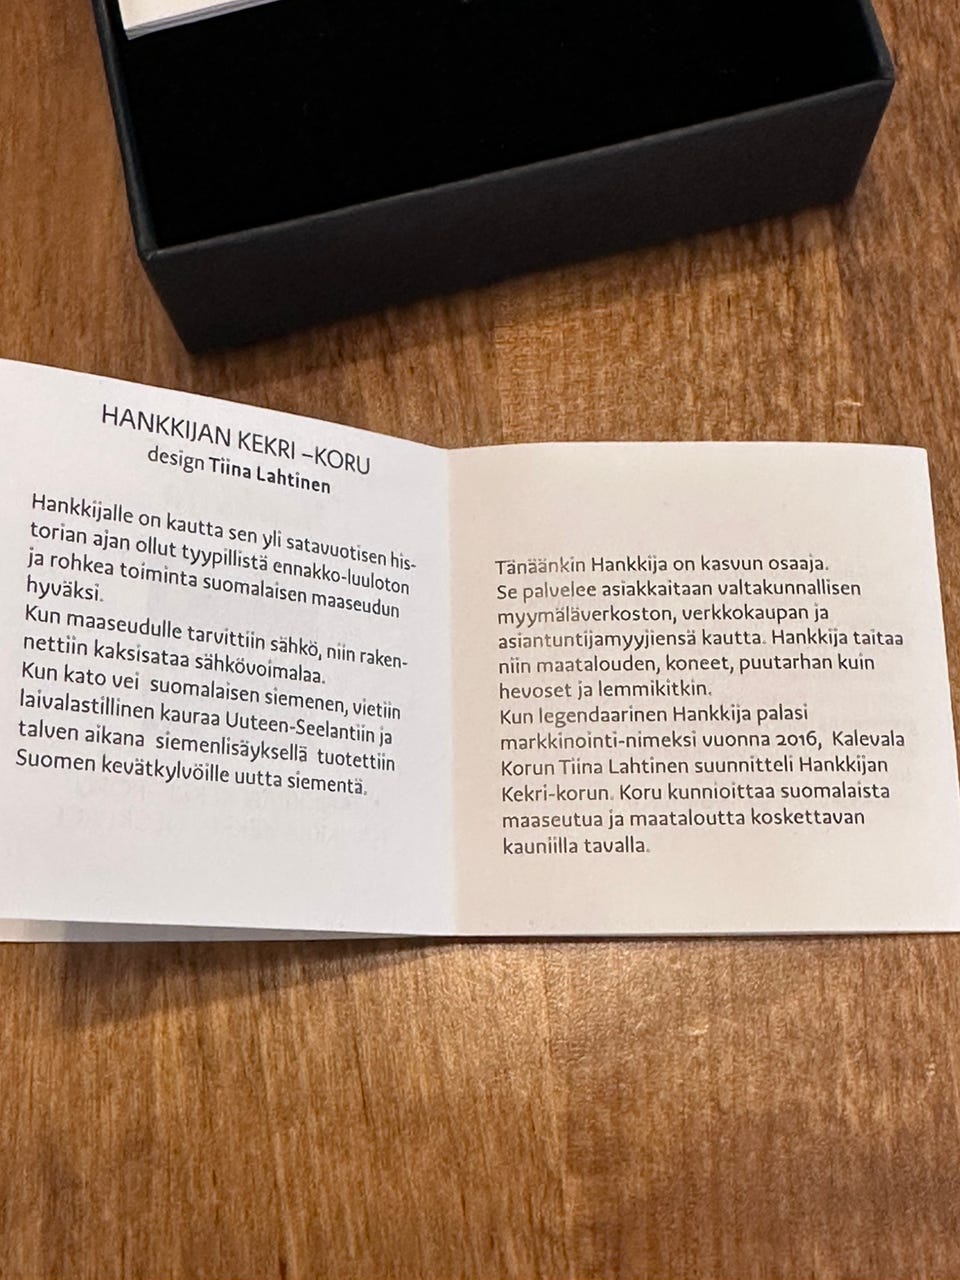 HANKKIJAN KEKRI –KORU
design Tiina Lahtinen
Hankkijalle on kautta sen yli satavuotisen his-
torian ajan ollut tyypillistä ennakko-luuloton
ja rohkea toiminta suomalaisen maaseudun
hyväksi.
Kun maaseudulle tarvittiin sähkö, niin raken-
nettiin kaksisataa sähkövoimalaa.
Kun kato vei suomalaisen siemenen, vietiin
laivalastillinen kauraa Uuteen-Seelantiin ja
talven aikana siemenlisäyksellä tuotettiin
Suomen kevätkylvöille uutta siementä.
Tänäänkin Hankkija on kasvun osaaja.
Se palvelee asiakkaitaan valtakunnallisen
myymäläverkoston, verkkokaupan ja
asiantuntijamyyjiensä kautta. Hankkija taitaa
niin maatalouden, koneet, puutarhan kuin
hevoset ja lemmikitkin.
Kun legendaarinen Hankkija palasi
markkinointi-nimeksi vuonna 2016, Kalevala
Korun Tiina Lahtinen suunnitteli Hankkijan
Kekri-korun. Koru kunnioittaa suomalaista
maaseutua ja maataloutta koskettavan
kauniilla tavalla.